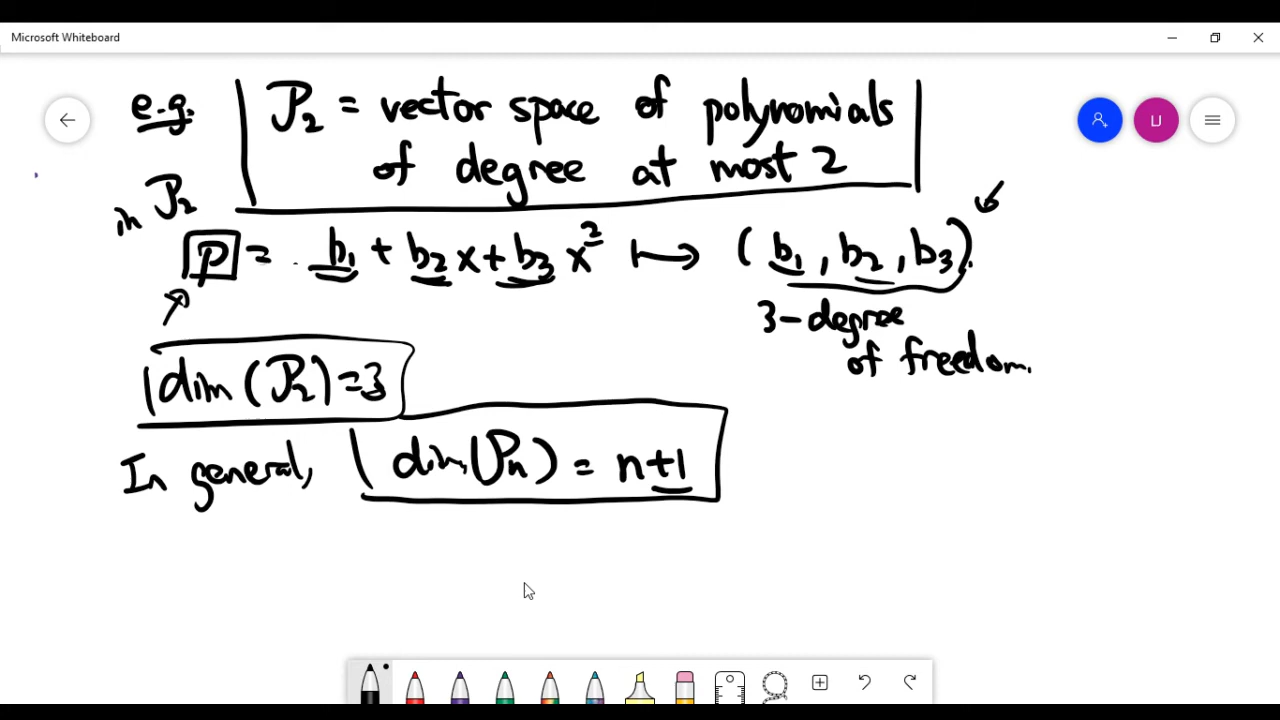 Microsoft Whiteboard
e.g. P₂ = vector space of polynomials
of degree at most 2
in P₂
p = b₁ + b₂x + b₃x² ↦ (b₁, b₂, b₃).
3-degree
of freedom.
dim(P₂)=3
In general, dim(Pₙ) = n+1
IJ